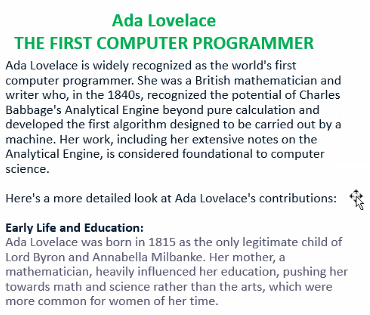 Ada Lovelace
THE FIRST COMPUTER PROGRAMMER
Ada Lovelace is widely recognized as the world's first
computer programmer. She was a British mathematician and
writer who, in the 1840s, recognized the potential of Charles
Babbage's Analytical Engine beyond pure calculation and
developed the first algorithm designed to be carried out by a
machine. Her work, including her extensive notes on the
Analytical Engine, is considered foundational to computer
science.
Here's a more detailed look at Ada Lovelace's contributions:
Early Life and Education:
Ada Lovelace was born in 1815 as the only legitimate child of
Lord Byron and Annabella Milbanke. Her mother, a
mathematician, heavily influenced her education, pushing her
towards math and science rather than the arts, which were
more common for women of her time.